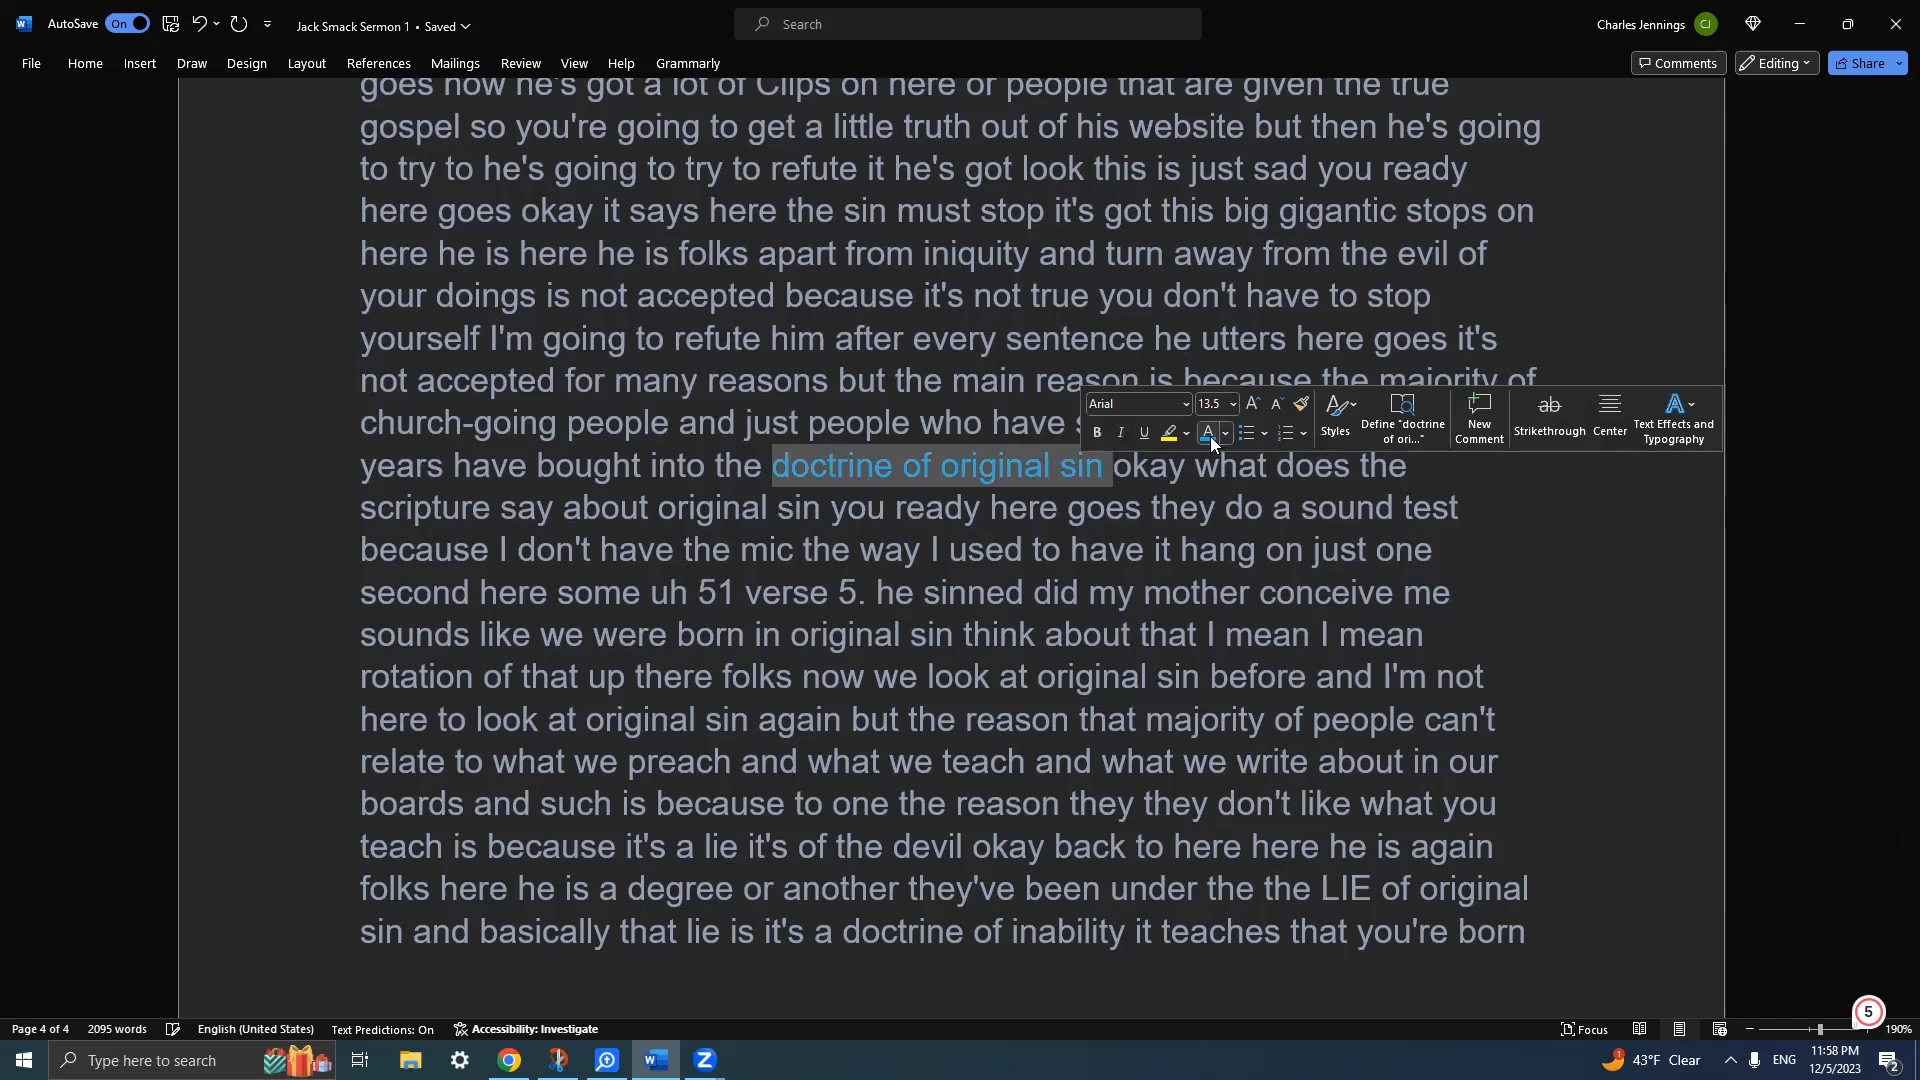 AutoSave On Jack Smack Sermon 1 • Saved Search Charles Jennings CJ
File Home Insert Draw Design Layout References Mailings Review View Help Grammarly Comments Editing Share
goes now he's got a lot of Clips on here of people that are given the true
gospel so you're going to get a little truth out of his website but then he's going
to try to he's going to try to refute it he's got look this is just sad you ready
here goes okay it says here the sin must stop it's got this big gigantic stops on
here he is here he is folks apart from iniquity and turn away from the evil of
your doings is not accepted because it's not true you don't have to stop
yourself I'm going to refute him after every sentence he utters here goes it's
not accepted for many reasons but the main reason is because the majority of
church-going people and just people who have
years have bought into the doctrine of original sin okay what does the
scripture say about original sin you ready here goes they do a sound test
because I don't have the mic the way I used to have it hang on just one
second here some uh 51 verse 5. he sinned did my mother conceive me
sounds like we were born in original sin think about that I mean I mean
rotation of that up there folks now we look at original sin before and I'm not
here to look at original sin again but the reason that majority of people can't
relate to what we preach and what we teach and what we write about in our
boards and such is because to one the reason they they don't like what you
teach is because it's a lie it's of the devil okay back to here here he is again
folks here he is a degree or another they've been under the the LIE of original
sin and basically that lie is it's a doctrine of inability it teaches that you're born
Arial 13.5 A A
B I U A
Styles
Define "doctrine
of ori..."
New
Comment
Strikethrough
Center
Text Effects and
Typography
5
Page 4 of 4 2095 words English (United States) Text Predictions: On Accessibility: Investigate Focus 190%
Type here to search 43°F Clear ENG 11:58 PM
12/5/2023 2